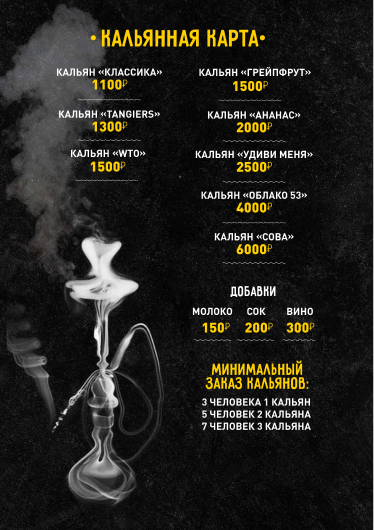 • КАЛЬЯННАЯ КАРТА •
КАЛЬЯН «КЛАССИКА»
1100₽
КАЛЬЯН «TANGIERS»
1300₽
КАЛЬЯН «WTO»
1500₽
КАЛЬЯН «ГРЕЙПФРУТ»
1500₽
КАЛЬЯН «АНАНАС»
2000₽
КАЛЬЯН «УДИВИ МЕНЯ»
2500₽
КАЛЬЯН «ОБЛАКО 53»
4000₽
КАЛЬЯН «СОВА»
6000₽
ДОБАВКИ
МОЛОКО СОК ВИНО
150₽ 200₽ 300₽
МИНИМАЛЬНЫЙ
ЗАКАЗ КАЛЬЯНОВ:
3 ЧЕЛОВЕКА 1 КАЛЬЯН
5 ЧЕЛОВЕК 2 КАЛЬЯНА
7 ЧЕЛОВЕК 3 КАЛЬЯНА